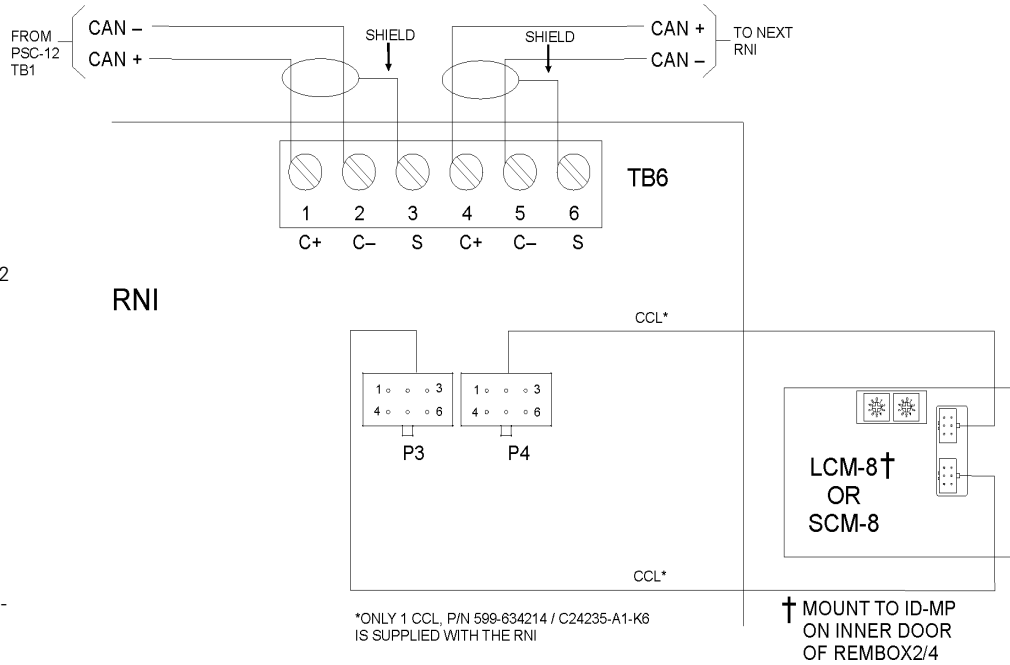 FROM
PSC-12
TB1
CAN –
CAN +
SHIELD
SHIELD
CAN +
CAN –
TO NEXT
RNI
TB6
1 2 3 4 5 6
C+ C– S C+ C– S
2
RNI
CCL*
1 3
4 6
P3
1 3
4 6
P4
LCM-8†
OR
SCM-8
CCL*
-
*ONLY 1 CCL, P/N 599-634214 / C24235-A1-K6
IS SUPPLIED WITH THE RNI
† MOUNT TO ID-MP
ON INNER DOOR
OF REMBOX2/4